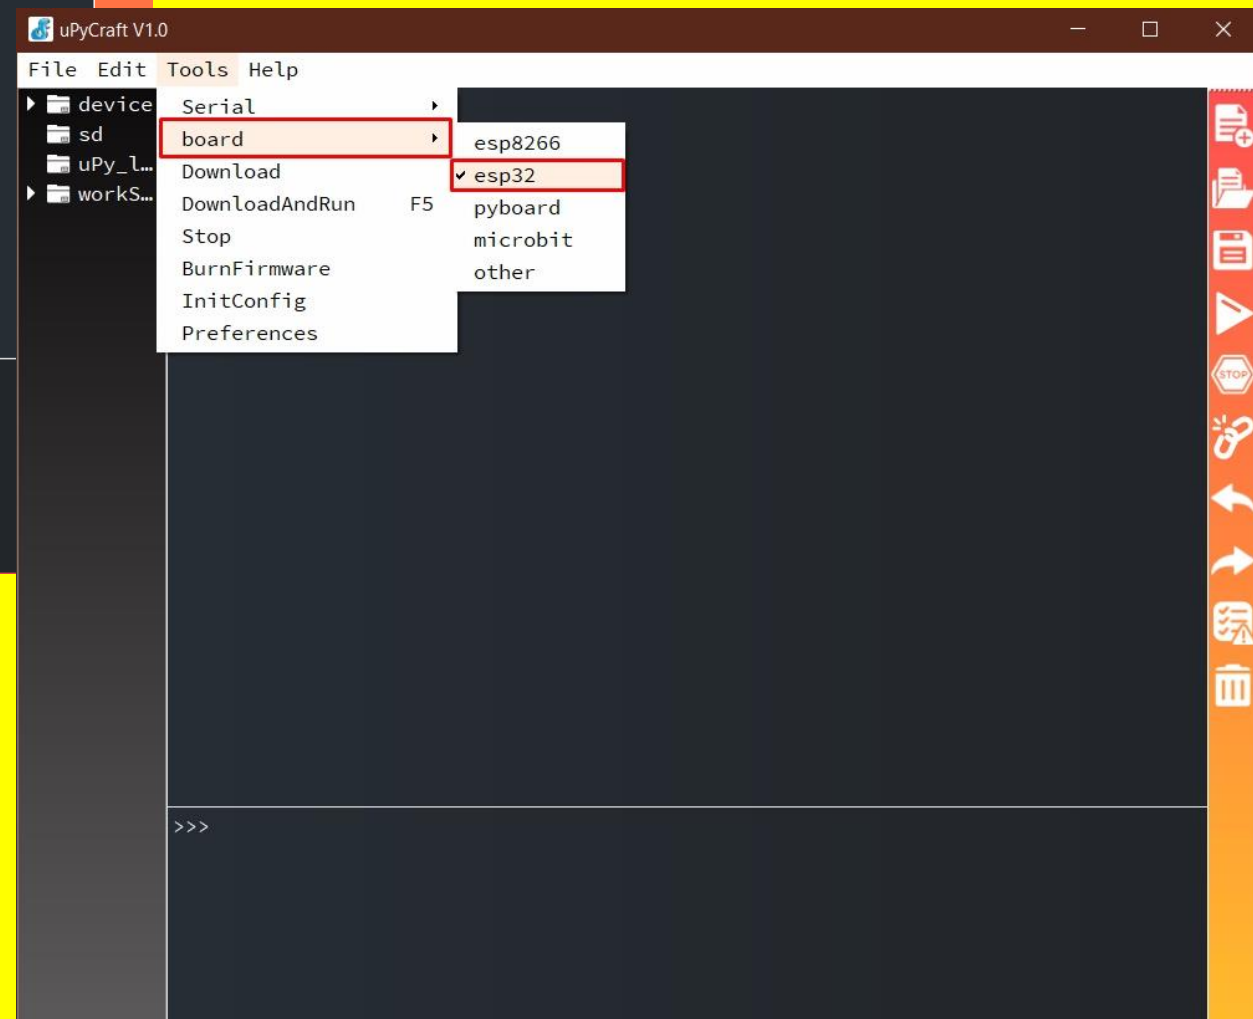 uPyCraft V1.0
File Edit Tools Help
device
sd
uPy_l…
workS…
Serial
board
Download
DownloadAndRun F5
Stop
BurnFirmware
InitConfig
Preferences
esp8266
esp32
pyboard
microbit
other
STOP
>>>